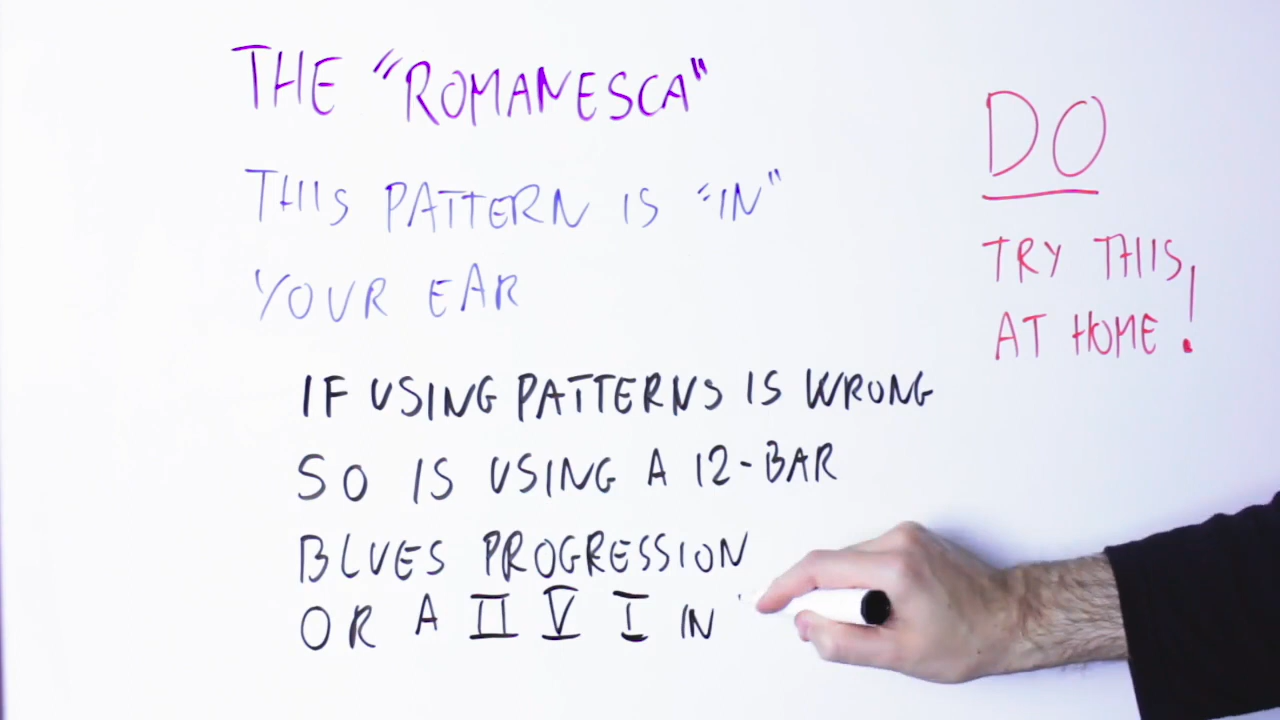 THE "ROMANESCA"
THIS PATTERN IS "IN"
YOUR EAR
DO
TRY THIS
AT HOME!
IF USING PATTERNS IS WRONG
SO IS USING A 12-BAR
BLUES PROGRESSION
OR A II V I IN